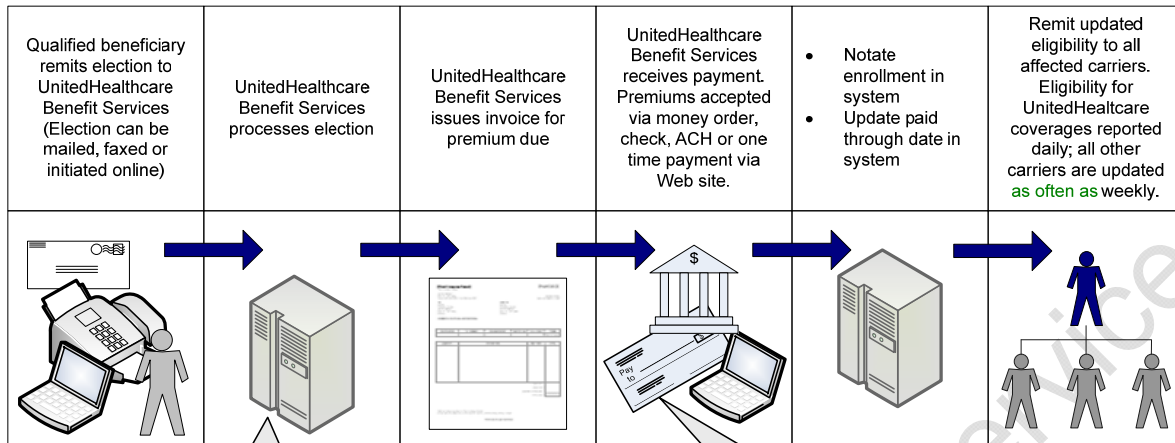 Qualified beneficiary
remits election to
UnitedHealthcare
Benefit Services
(Election can be
mailed, faxed or
initiated online)
UnitedHealthcare
Benefit Services
processes election
UnitedHealthcare
Benefit Services
issues invoice for
premium due
UnitedHealthcare
Benefit Services
receives payment.
Premiums accepted
via money order,
check, ACH or one
time payment via
Web site.
• Notate
enrollment in
system
• Update paid
through date in
system
Remit updated
eligibility to all
affected carriers.
Eligibility for
UnitedHealtcare
coverages reported
daily; all other
carriers are updated
as often as weekly.
$
Pay
to
ervice